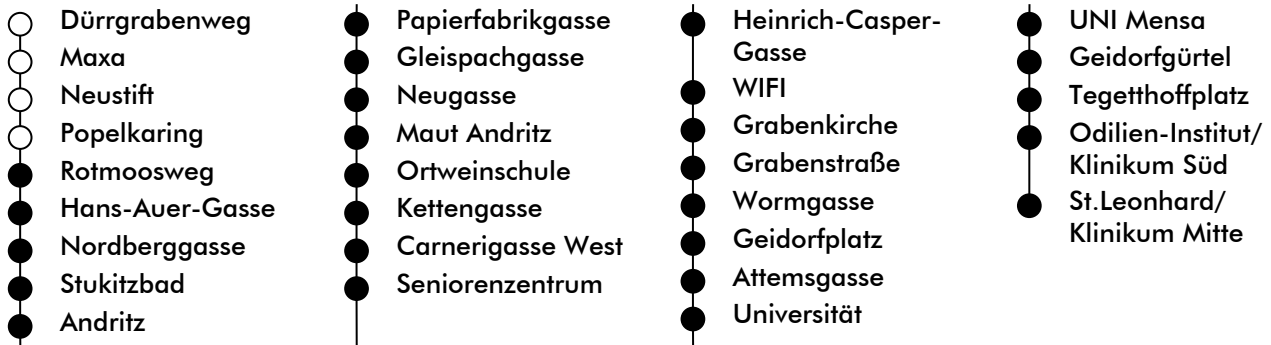 Dürrgrabenweg
Maxa
Neustift
Popelkaring
Rotmoosweg
Hans-Auer-Gasse
Nordberggasse
Stukitzbad
Andritz
Papierfabrikgasse
Gleispachgasse
Neugasse
Maut Andritz
Ortweinschule
Kettengasse
Carnerigasse West
Seniorenzentrum
Heinrich-Casper-
Gasse
WIFI
Grabenkirche
Grabenstraße
Wormgasse
Geidorfplatz
Attemsgasse
Universität
UNI Mensa
Geidorfgürtel
Tegetthoffplatz
Odilien-Institut/
Klinikum Süd
St.Leonhard/
Klinikum Mitte